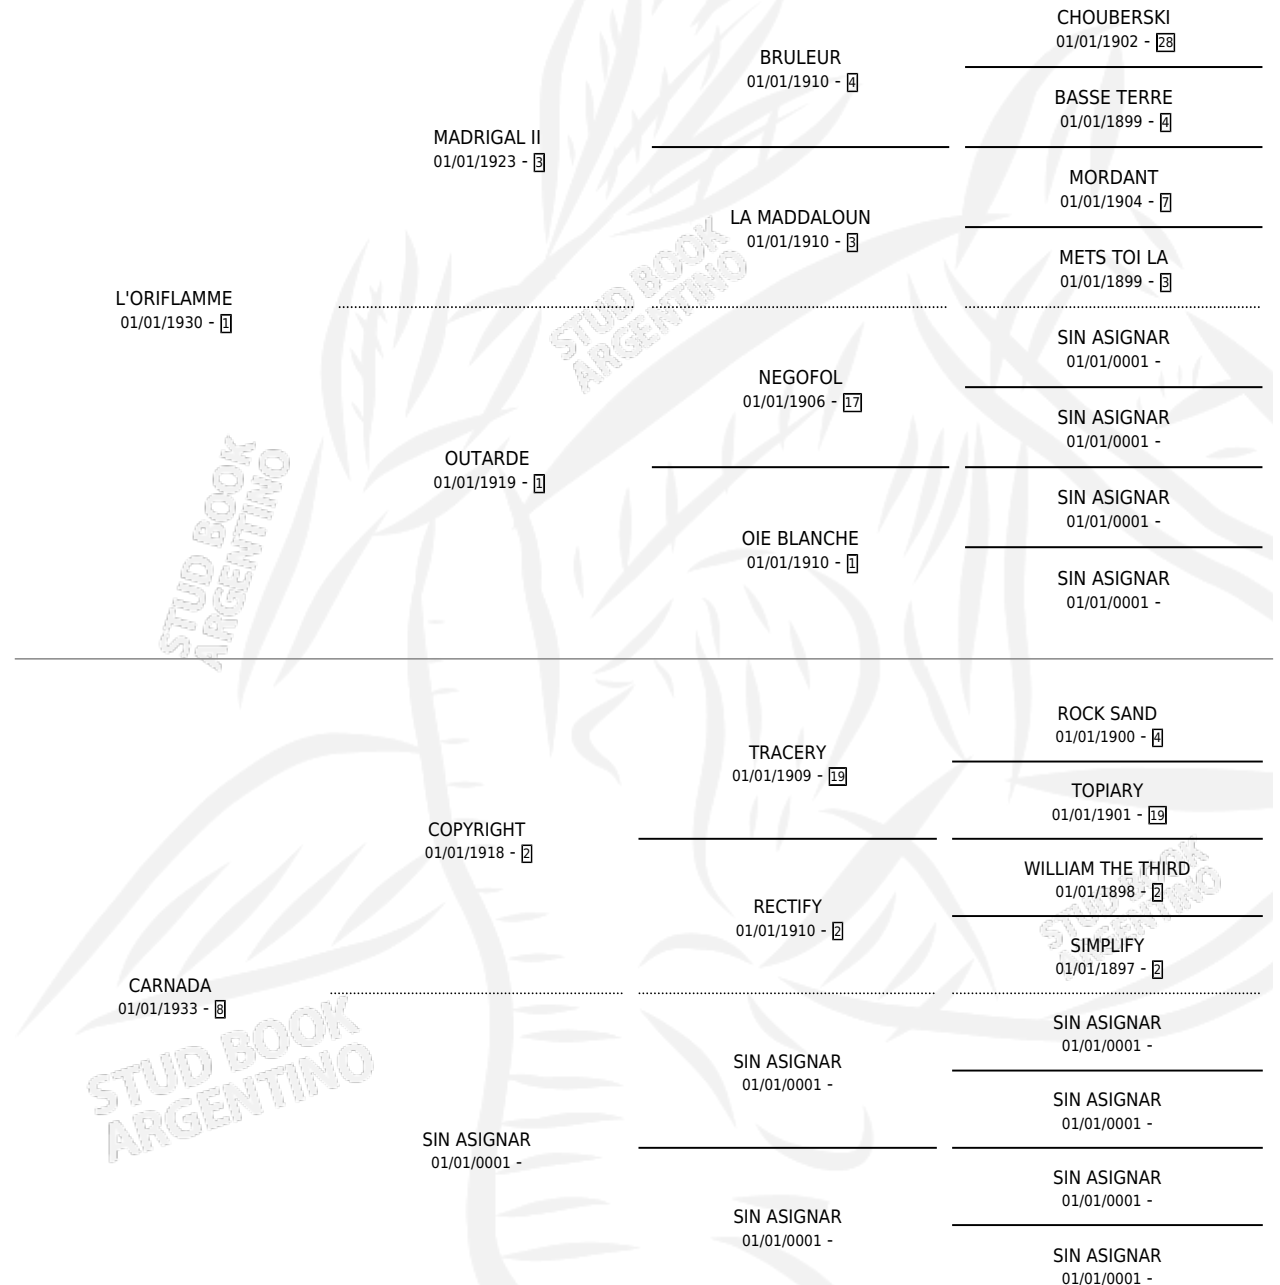 CHOUBERSKI
01/01/1902 - 28
BRULEUR
01/01/1910 - 4
BASSE TERRE
01/01/1899 - 4
MADRIGAL II
01/01/1923 - 3
MORDANT
01/01/1904 - 7
LA MADDALOUN
01/01/1910 - 3
METS TOI LA
01/01/1899 - 3
L'ORIFLAMME
01/01/1930 - 1
SIN ASIGNAR
01/01/0001 -
NEGOFOL
01/01/1906 - 17
SIN ASIGNAR
01/01/0001 -
OUTARDE
01/01/1919 - 1
SIN ASIGNAR
01/01/0001 -
OIE BLANCHE
01/01/1910 - 1
SIN ASIGNAR
01/01/0001 -
ROCK SAND
01/01/1900 - 4
TRACERY
01/01/1909 - 19
TOPIARY
01/01/1901 - 19
COPYRIGHT
01/01/1918 - 2
WILLIAM THE THIRD
01/01/1898 - 2
RECTIFY
01/01/1910 - 2
SIMPLIFY
01/01/1897 - 2
CARNADA
01/01/1933 - 8
SIN ASIGNAR
01/01/0001 -
SIN ASIGNAR
01/01/0001 -
SIN ASIGNAR
01/01/0001 -
SIN ASIGNAR
01/01/0001 -
SIN ASIGNAR
01/01/0001 -
SIN ASIGNAR
01/01/0001 -
SIN ASIGNAR
01/01/0001 -
STUD BOOK
ARGENTINO
STUD BOOK
ARGENTINO
STUD BOOK
ARGENTINO
STUD BOOK
ARGENTINO